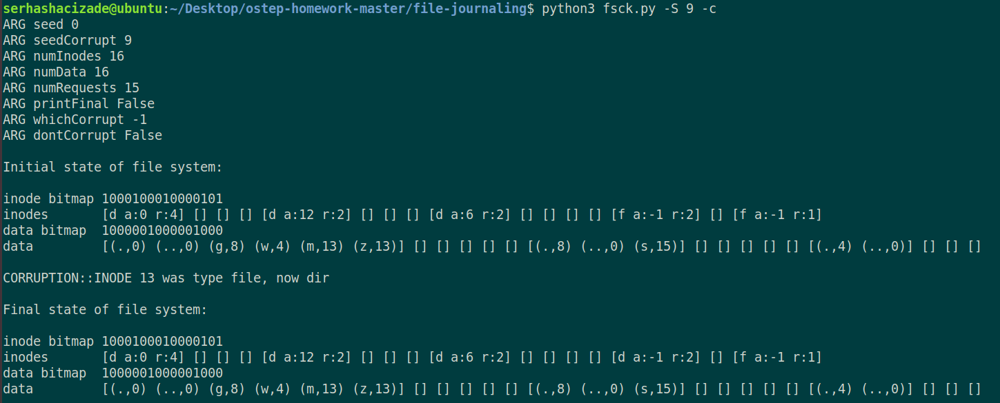 serhashacizade@ubuntu:~/Desktop/ostep-homework-master/file-journaling$ python3 fsck.py -S 9 -c
ARG seed 0
ARG seedCorrupt 9
ARG numInodes 16
ARG numData 16
ARG numRequests 15
ARG printFinal False
ARG whichCorrupt -1
ARG dontCorrupt False
Initial state of file system:
inode bitmap 1000100010000101
inodes       [d a:0 r:4] [] [] [] [d a:12 r:2] [] [] [] [d a:6 r:2] [] [] [] [] [f a:-1 r:2] [] [f a:-1 r:1]
data bitmap  1000001000001000
data         [(.,0) (..,0) (g,8) (w,4) (m,13) (z,13)] [] [] [] [] [] [(.,8) (..,0) (s,15)] [] [] [] [] [] [(.,4) (..,0)] [] [] []
CORRUPTION::INODE 13 was type file, now dir
Final state of file system:
inode bitmap 1000100010000101
inodes       [d a:0 r:4] [] [] [] [d a:12 r:2] [] [] [] [d a:6 r:2] [] [] [] [] [d a:-1 r:2] [] [f a:-1 r:1]
data bitmap  1000001000001000
data         [(.,0) (..,0) (g,8) (w,4) (m,13) (z,13)] [] [] [] [] [] [(.,8) (..,0) (s,15)] [] [] [] [] [] [(.,4) (..,0)] [] [] []